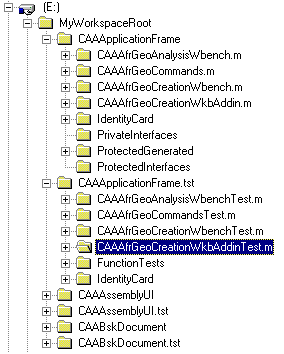 (E:)
MyWorkspaceRoot
CAAApplicationFrame
CAAAfrGeoAnalysisWbench.m
CAAAfrGeoCommands.m
CAAAfrGeoCreationWbench.m
CAAAfrGeoCreationWkbAddin.m
IdentityCard
PrivateInterfaces
ProtectedGenerated
ProtectedInterfaces
CAAApplicationFrame.tst
CAAAfrGeoAnalysisWbenchTest.m
CAAAfrGeoCommandsTest.m
CAAAfrGeoCreationWbenchTest.m
CAAAfrGeoCreationWkbAddinTest.m
FunctionTests
IdentityCard
CAAAssemblyUI
CAAAssemblyUI.tst
CAABskDocument
CAABskDocument.tst